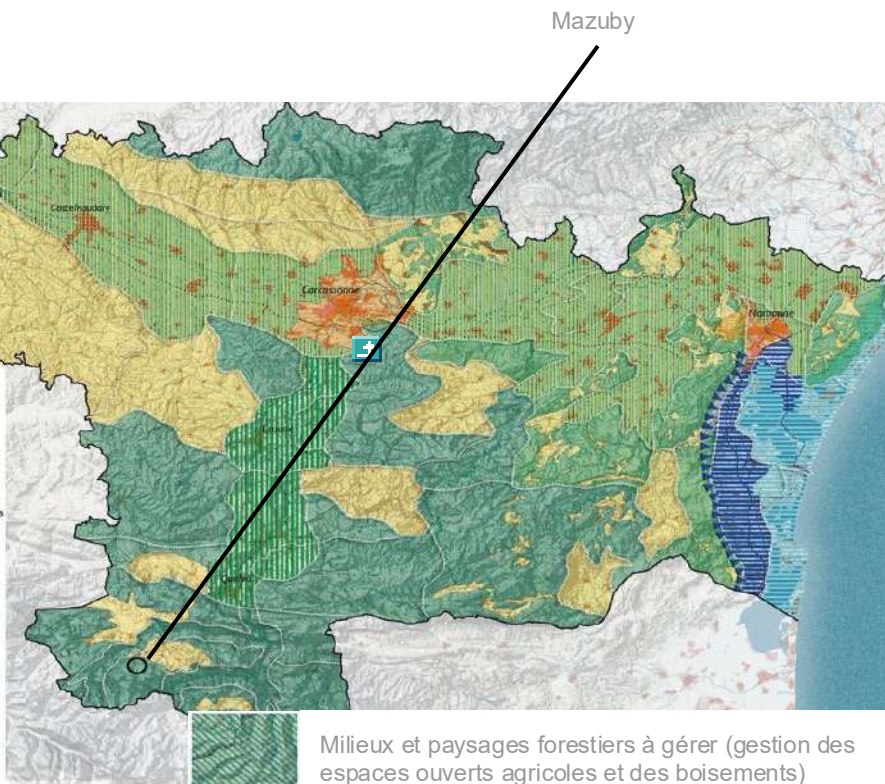 Mazuby
Castelnaudary
Carcassonne
Narbonne
Limoux
Quillan
Milieux et paysages forestiers à gérer (gestion des
espaces ouverts agricoles et des boisements)